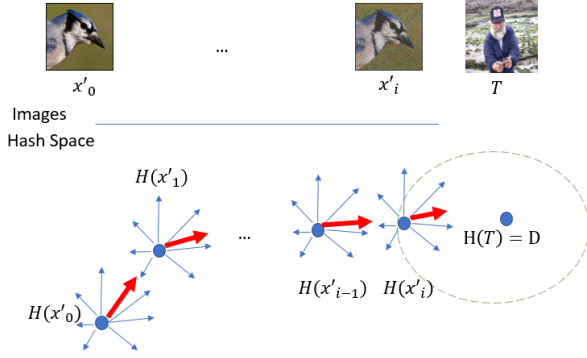 ...
x'₀
x'ᵢ
T
Images
Hash Space
H(x'₁)
...
H(T) = D
H(x'ᵢ₋₁)
H(x'ᵢ)
H(x'₀)